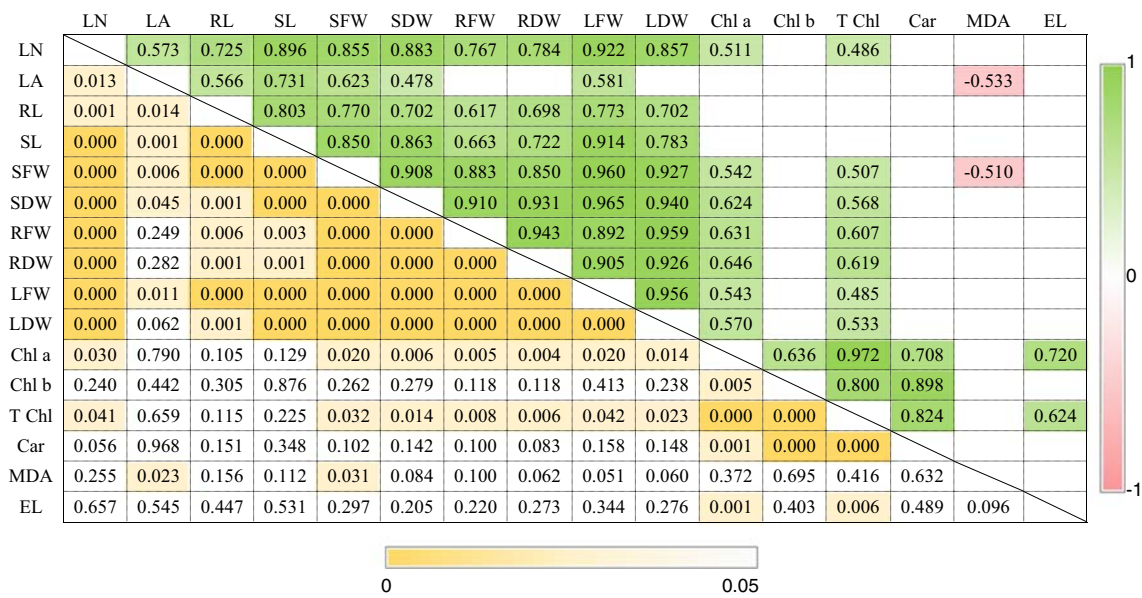 LN LA RL SL SFW SDW RFW RDW LFW LDW Chl a Chl b T Chl Car MDA EL
LN 0.573 0.725 0.896 0.855 0.883 0.767 0.784 0.922 0.857 0.511 0.486
LA 0.013 0.566 0.731 0.623 0.478 0.581 -0.533
RL 0.001 0.014 0.803 0.770 0.702 0.617 0.698 0.773 0.702
SL 0.000 0.001 0.000 0.850 0.863 0.663 0.722 0.914 0.783
SFW 0.000 0.006 0.000 0.000 0.908 0.883 0.850 0.960 0.927 0.542 0.507 -0.510
SDW 0.000 0.045 0.001 0.000 0.000 0.910 0.931 0.965 0.940 0.624 0.568
RFW 0.000 0.249 0.006 0.003 0.000 0.000 0.943 0.892 0.959 0.631 0.607
RDW 0.000 0.282 0.001 0.001 0.000 0.000 0.000 0.905 0.926 0.646 0.619
LFW 0.000 0.011 0.000 0.000 0.000 0.000 0.000 0.000 0.956 0.543 0.485
LDW 0.000 0.062 0.001 0.000 0.000 0.000 0.000 0.000 0.000 0.570 0.533
Chl a 0.030 0.790 0.105 0.129 0.020 0.006 0.005 0.004 0.020 0.014 0.636 0.972 0.708 0.720
Chl b 0.240 0.442 0.305 0.876 0.262 0.279 0.118 0.118 0.413 0.238 0.005 0.800 0.898
T Chl 0.041 0.659 0.115 0.225 0.032 0.014 0.008 0.006 0.042 0.023 0.000 0.000 0.824 0.624
Car 0.056 0.968 0.151 0.348 0.102 0.142 0.100 0.083 0.158 0.148 0.001 0.000 0.000
MDA 0.255 0.023 0.156 0.112 0.031 0.084 0.100 0.062 0.051 0.060 0.372 0.695 0.416 0.632
EL 0.657 0.545 0.447 0.531 0.297 0.205 0.220 0.273 0.344 0.276 0.001 0.403 0.006 0.489 0.096
1
0
-1
0 0.05